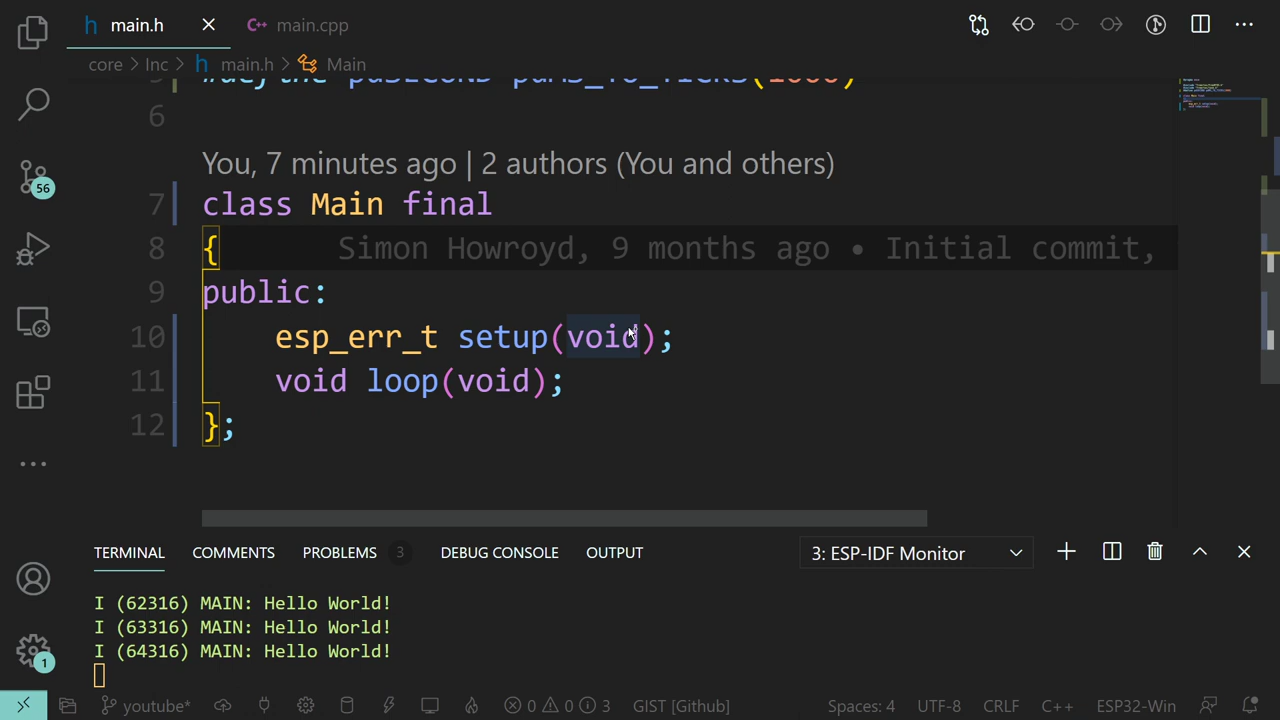 main.h
main.cpp
core > Inc > main.h > Main
6
You, 7 minutes ago | 2 authors (You and others)
7 class Main final
8 { Simon Howroyd, 9 months ago • Initial commit,
9 public:
10 esp_err_t setup(void);
11 void loop(void);
12 };
56
TERMINAL COMMENTS PROBLEMS 3 DEBUG CONSOLE OUTPUT 3: ESP-IDF Monitor
I (62316) MAIN: Hello World!
I (63316) MAIN: Hello World!
I (64316) MAIN: Hello World!
1
youtube* 0 0 3 GIST [Github] Spaces: 4 UTF-8 CRLF C++ ESP32-Win